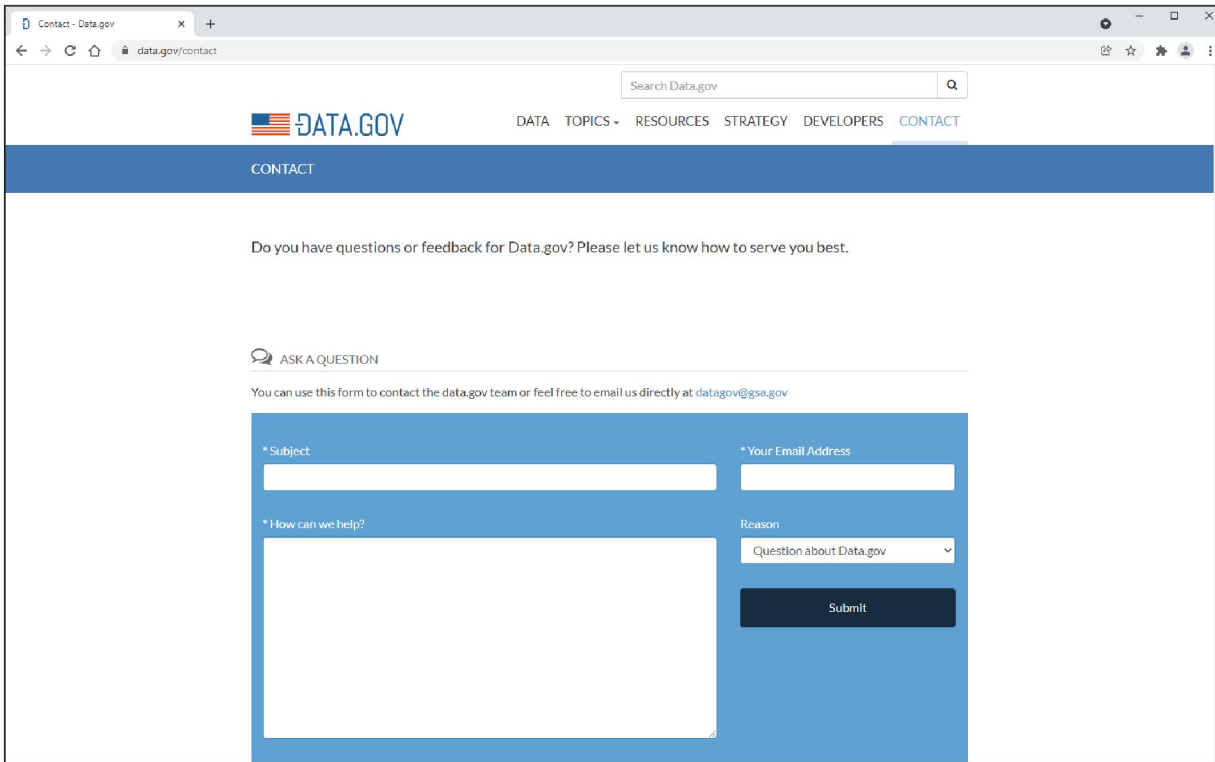 Contact - Data.gov
data.gov/contact
Search Data.gov
DATA.GOV
DATA TOPICS RESOURCES STRATEGY DEVELOPERS CONTACT
CONTACT
Do you have questions or feedback for Data.gov? Please let us know how to serve you best.
ASK A QUESTION
You can use this form to contact the data.gov team or feel free to email us directly at datagov@gsa.gov
* Subject
* Your Email Address
* How can we help?
Reason
Question about Data.gov
Submit